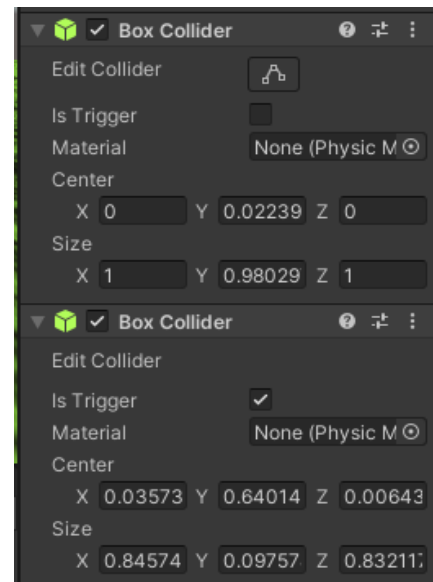 Box Collider
Edit Collider
Is Trigger
Material None (Physic M
Center
X 0 Y 0.02239 Z 0
Size
X 1 Y 0.98029 Z 1
Box Collider
Edit Collider
Is Trigger
Material None (Physic M
Center
X 0.03573 Y 0.64014 Z 0.00643
Size
X 0.84574 Y 0.09757 Z 0.832117